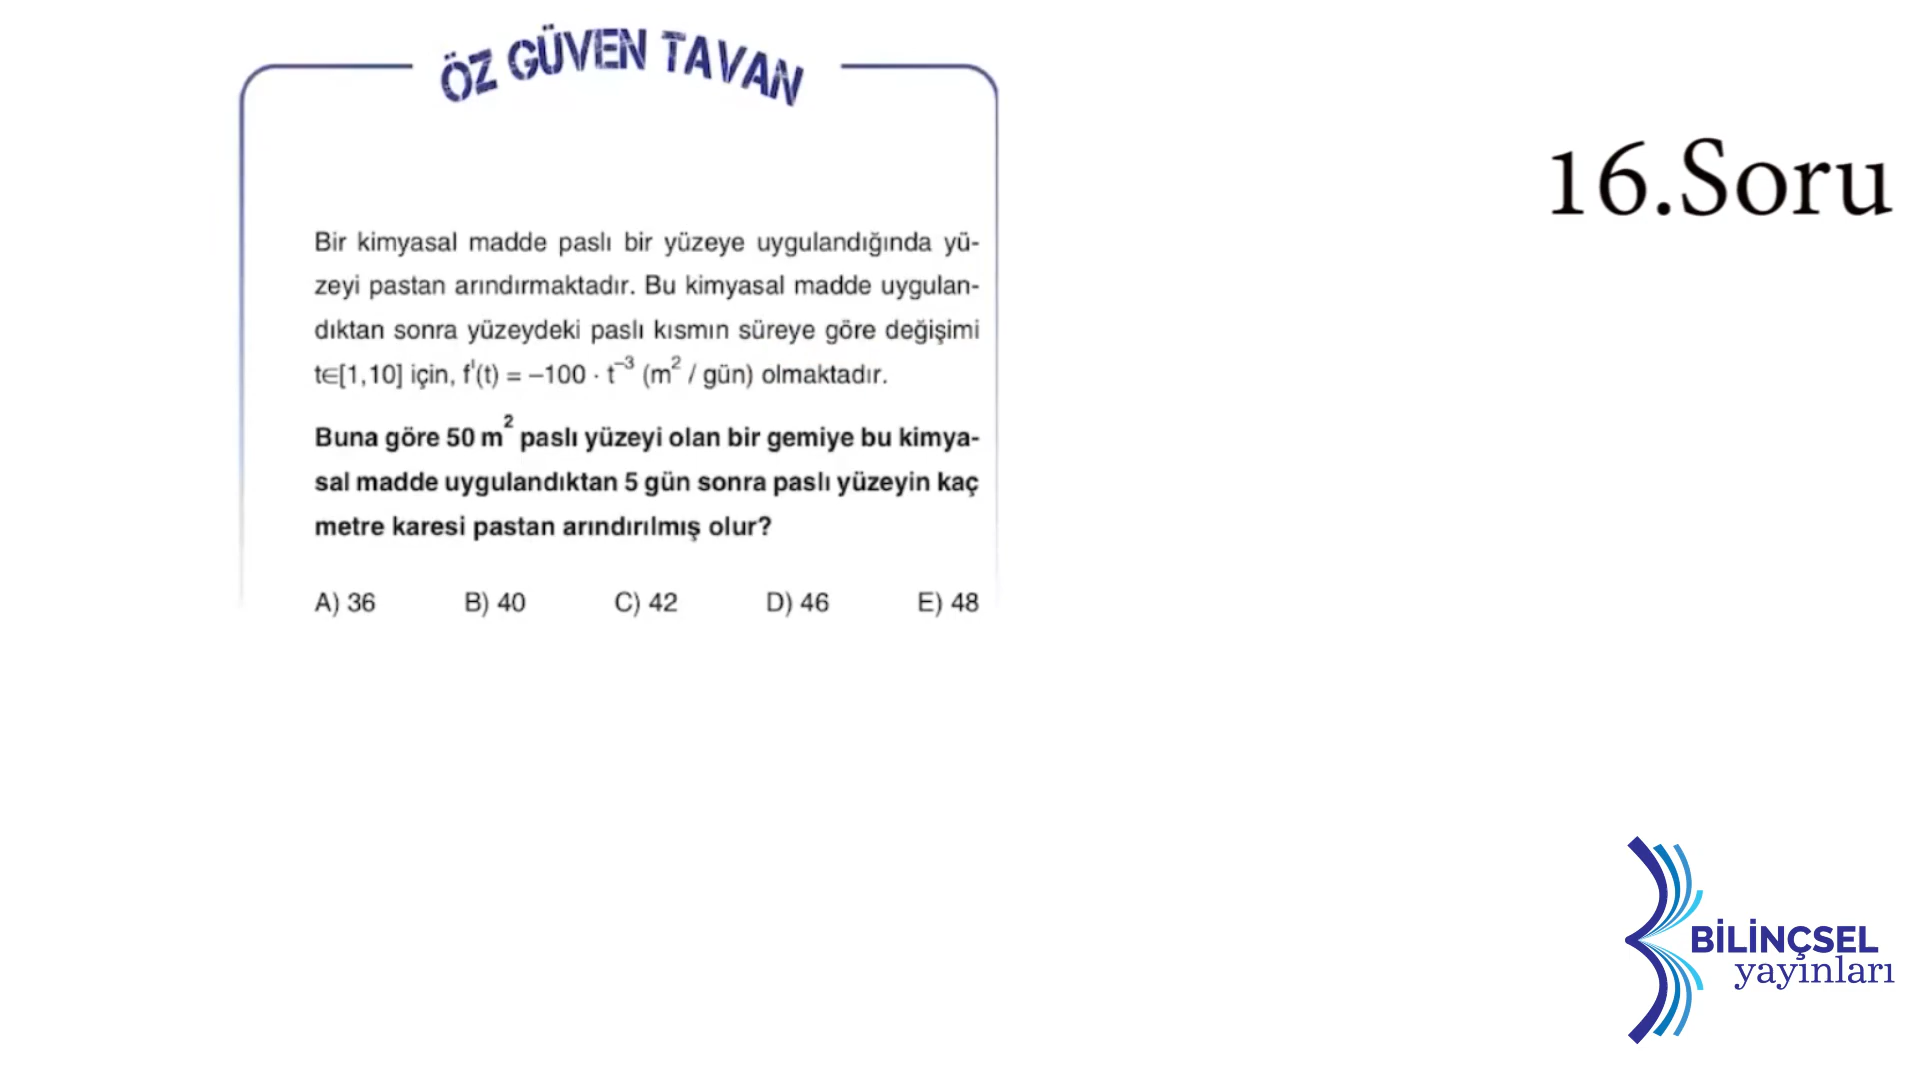 ÖZ GÜVEN TAVAN
16.Soru
Bir kimyasal madde paslı bir yüzeye uygulandığında yü-
zeyi pastan arındırmaktadır. Bu kimyasal madde uygulan-
dıktan sonra yüzeydeki paslı kısmın süreye göre değişimi
t∈[1,10] için, f'(t) = –100 · t⁻³ (m² / gün) olmaktadır.
Buna göre 50 m² paslı yüzeyi olan bir gemiye bu kimya-
sal madde uygulandıktan 5 gün sonra paslı yüzeyin kaç
metre karesi pastan arındırılmış olur?
A) 36 B) 40 C) 42 D) 46 E) 48
BİLİNÇSEL
yayınları